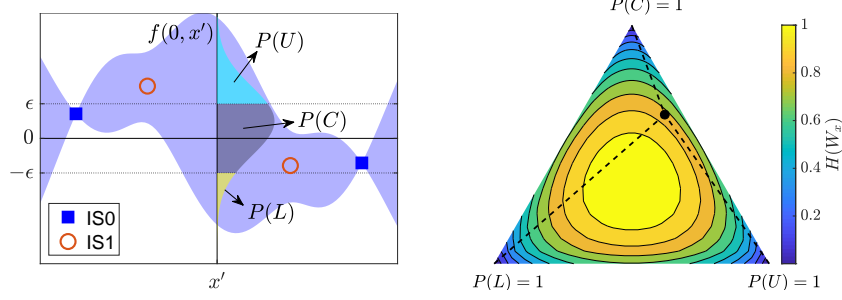 f(0, x′)
P(U)
ϵ
P(C)
0
−ϵ
P(L)
IS0
IS1
x′
P(C) = 1
1
0.8
0.6
0.4
0.2
H(W_x)
P(L) = 1
P(U) = 1